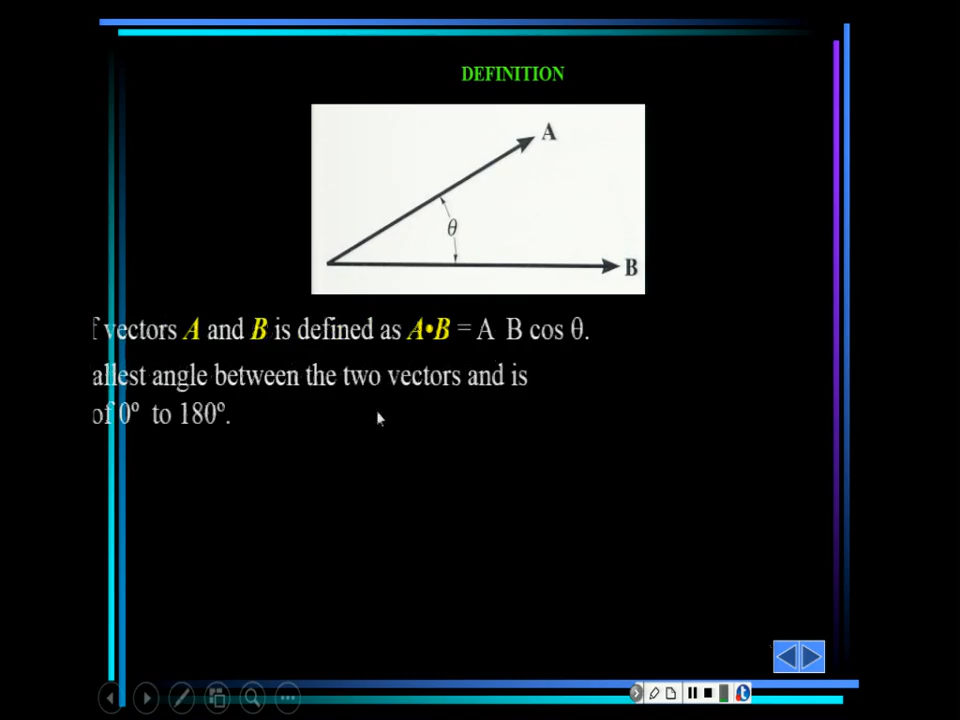 DEFINITION
A
θ
B
f vectors A and B is defined as A•B = A B cos θ.
allest angle between the two vectors and is
of 0º to 180º.